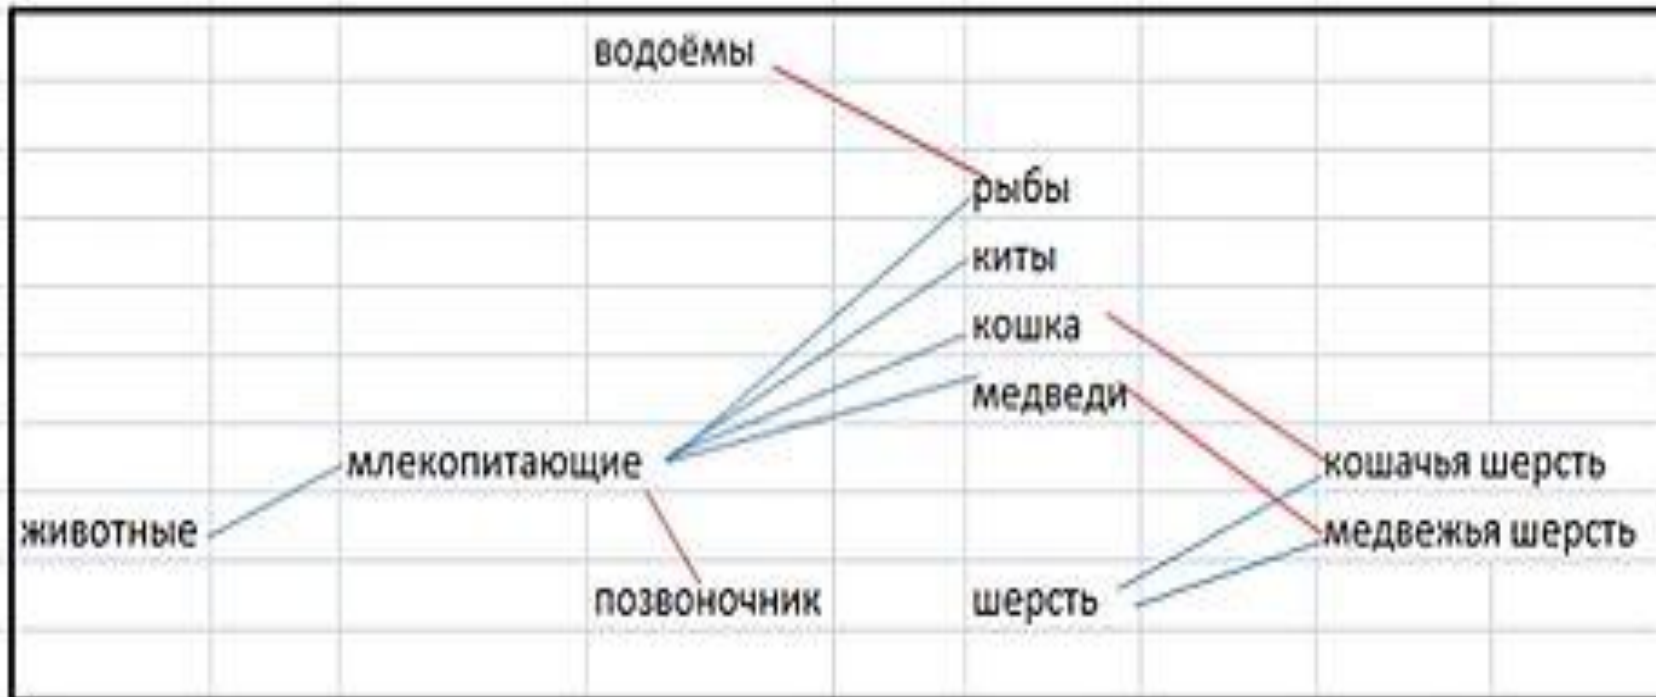 водоёмы
рыбы
киты
кошка
медведи
млекопитающие
кошачья шерсть
животные
медвежья шерсть
позвоночник
шерсть